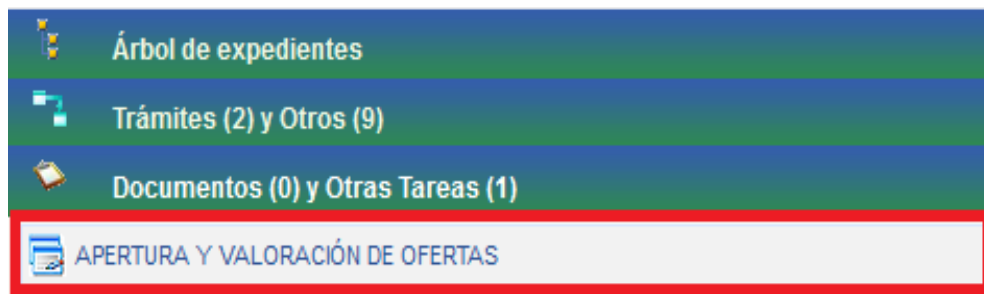 Árbol de expedientes
Trámites (2) y Otros (9)
Documentos (0) y Otras Tareas (1)
APERTURA Y VALORACIÓN DE OFERTAS